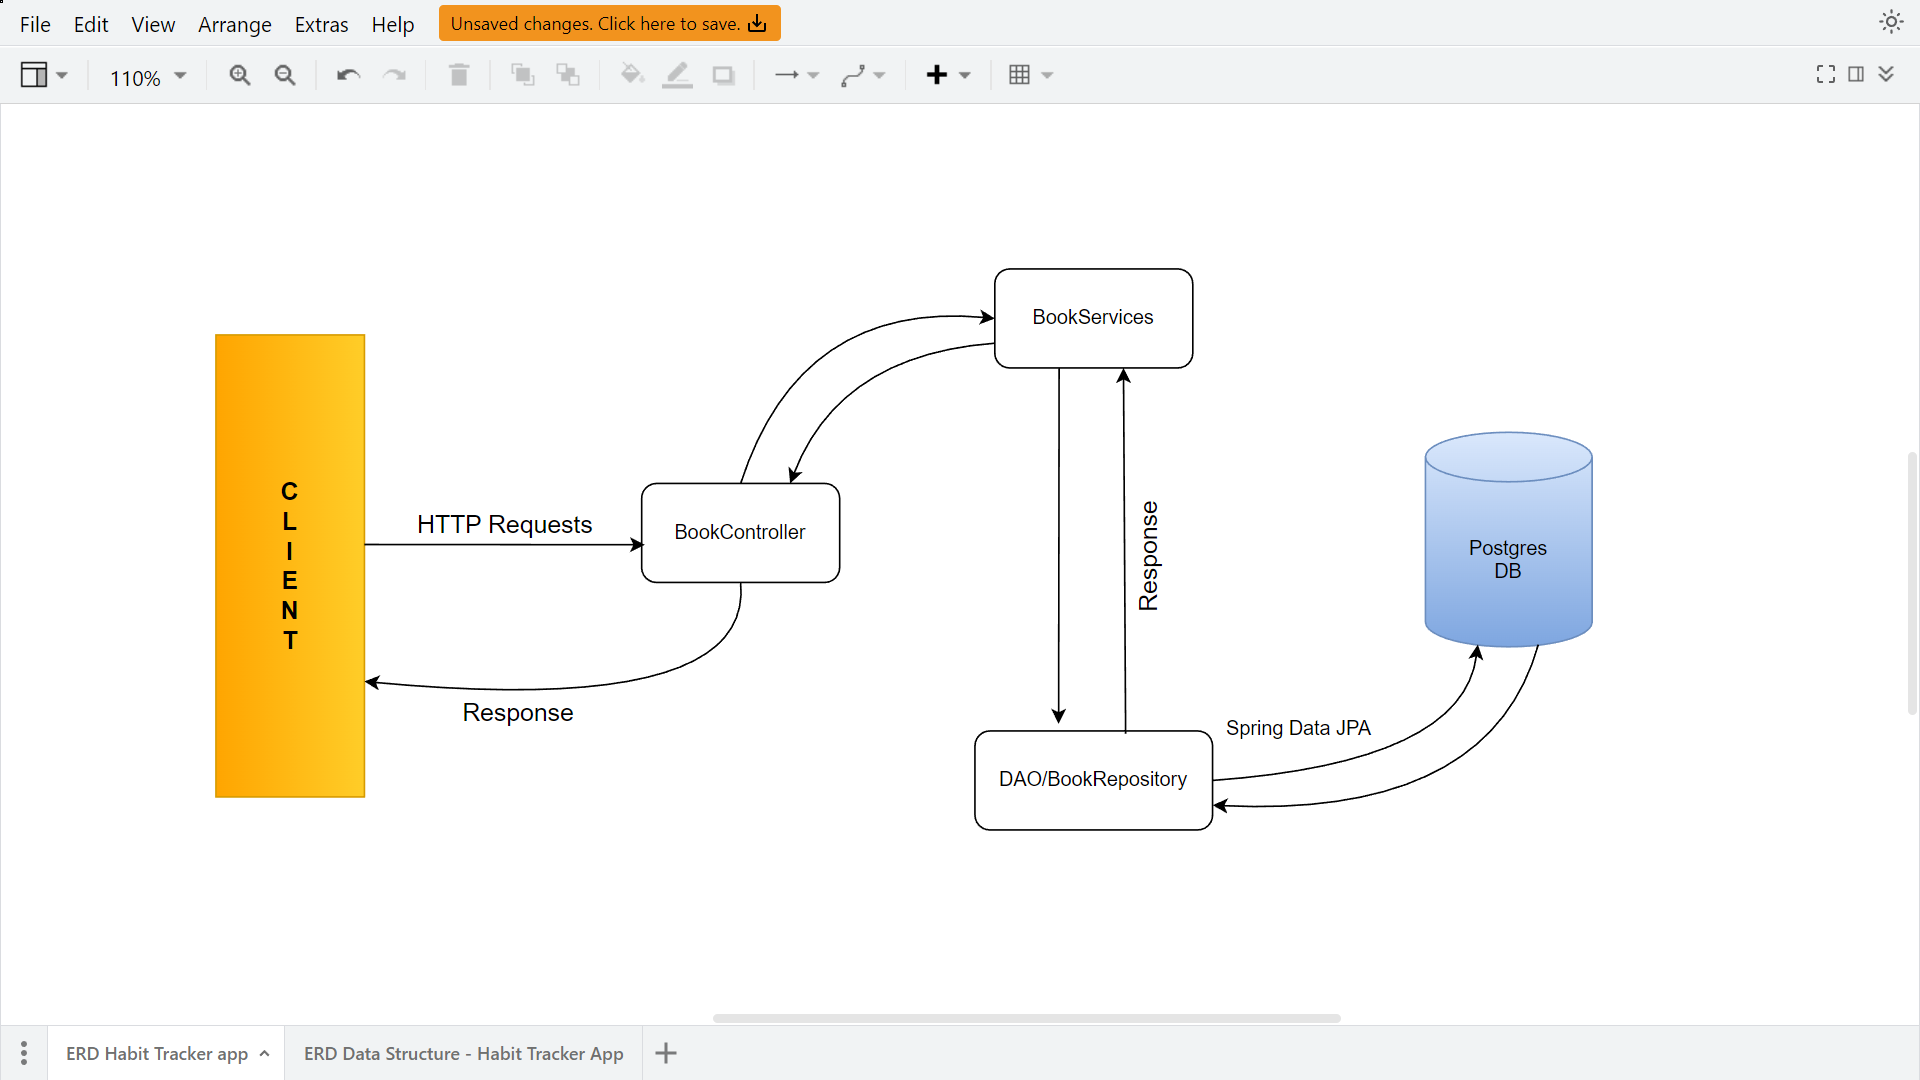 File Edit View Arrange Extras Help Unsaved changes. Click here to save.
110%
BookServices
C
L
I
E
N
T
HTTP Requests
BookController
Response
Response
Postgres
DB
Spring Data JPA
DAO/BookRepository
ERD Habit Tracker app ERD Data Structure - Habit Tracker App